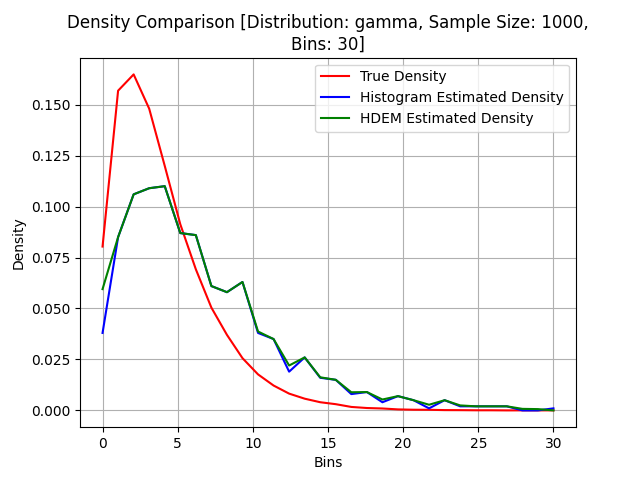 Density Comparison [Distribution: gamma, Sample Size: 1000,
Bins: 30]
True Density
Histogram Estimated Density
HDEM Estimated Density
Density
0.150
0.125
0.100
0.075
0.050
0.025
0.000
0 5 10 15 20 25 30
Bins